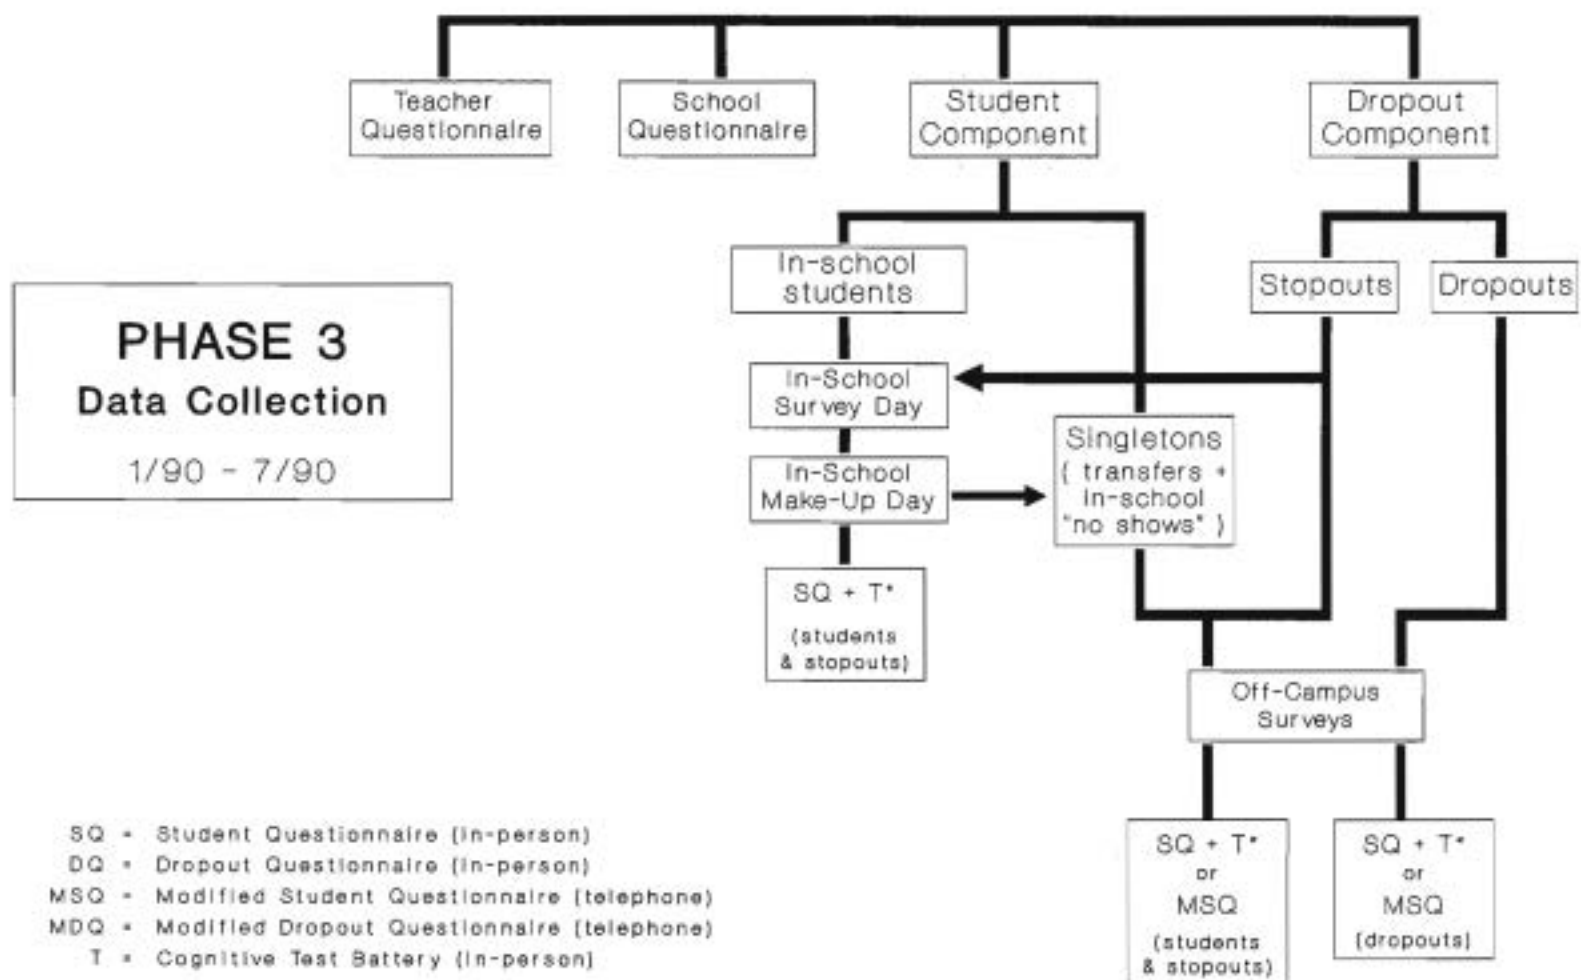 Teacher
Questionnaire
School
Questionnaire
Student
Component
Dropout
Component
In-school
students
Stopouts
Dropouts
PHASE 3
Data Collection
1/90 - 7/90
In-School
Survey Day
In-School
Make-Up Day
Singletons
( transfers +
in-school
"no shows" )
SQ + T*
(students
& stopouts)
Off-Campus
Surveys
SQ + T*
or
MSQ
(students
& stopouts)
SQ + T*
or
MSQ
(dropouts)
SQ = Student Questionnaire (in-person)
DQ = Dropout Questionnaire (in-person)
MSQ = Modified Student Questionnaire (telephone)
MDQ = Modified Dropout Questionnaire (telephone)
T = Cognitive Test Battery (in-person)